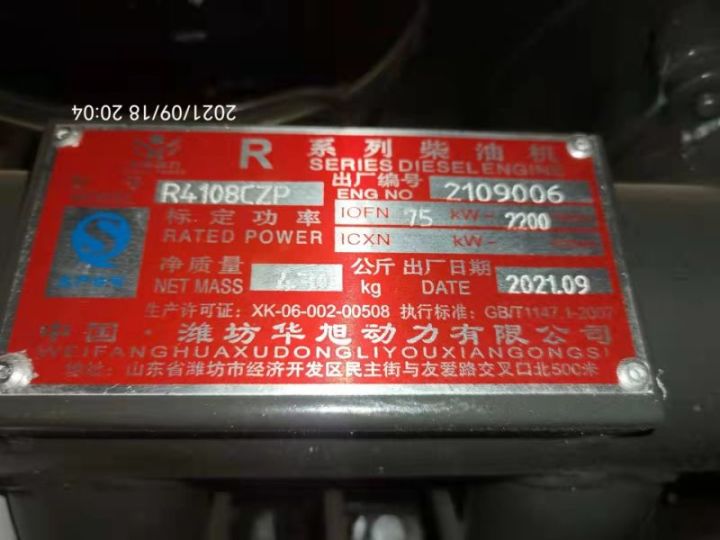 2021/09/18 20:04
R 系列柴油机
SERIES DIESEL ENGINE
R4108CZP 出厂编号 ENG NO 2109006
标定功率 RATED POWER IOFN 75 kW- 2200
ICXN kW-
净质量 NET MASS 公斤 kg 出厂日期 DATE 2021.09
生产许可证：XK-06-002-00508 执行标准：GB/T1147.1-2007
中国·潍坊华旭动力有限公司
WEIFANGHUAXUDONGLIYOUXIANGONGSI
地址：山东省潍坊市经济开发区民主街与友爱路交叉口北500米